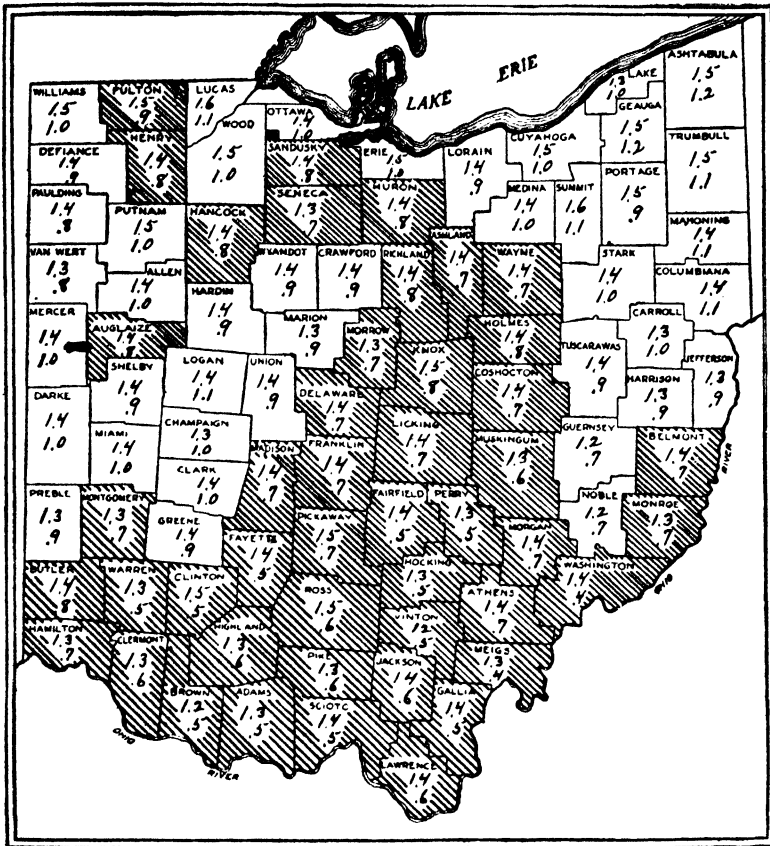 LAKE ERIE
WILLIAMS
1.5
1.0
FULTON
1.5
.9
LUCAS
1.6
1.1
OTTAWA
1.4
1.0
LAKE
1.3
1.0
ASHTABULA
1.5
1.2
GEAUGA
1.5
1.2
HENRY
1.4
.8
WOOD
1.5
1.0
SANDUSKY
1.4
.8
ERIE
1.5
1.0
LORAIN
1.4
.9
CUYAHOGA
1.5
1.0
TRUMBULL
1.5
1.1
DEFIANCE
1.4
.9
PAULDING
1.4
.8
PUTNAM
1.5
1.0
HANCOCK
1.4
.8
SENECA
1.3
.7
HURON
1.4
.8
MEDINA
1.4
1.0
SUMMIT
1.6
1.1
PORTAGE
1.5
.9
MAHONING
1.4
1.1
VAN WERT
1.3
.8
ALLEN
1.4
1.0
HARDIN
1.4
.9
WYANDOT
1.4
.9
CRAWFORD
1.4
.9
RICHLAND
1.4
.8
ASHLAND
1.4
.7
WAYNE
1.4
.7
STARK
1.4
1.0
COLUMBIANA
1.4
1.1
MERCER
1.4
1.0
AUGLAIZE
1.4
.8
MARION
1.3
.9
MORROW
1.3
.7
HOLMES
1.4
.8
TUSCARAWAS
1.4
.9
CARROLL
1.3
1.0
JEFFERSON
1.3
.9
SHELBY
1.4
.9
LOGAN
1.4
1.1
UNION
1.4
.9
KNOX
1.5
.8
COSHOCTON
1.4
.7
HARRISON
1.3
.9
DARKE
1.4
1.0
MIAMI
1.4
1.0
CHAMPAIGN
1.3
1.0
DELAWARE
1.4
.7
LICKING
1.4
.7
MUSKINGUM
1.3
.6
GUERNSEY
1.2
.7
BELMONT
1.4
.7
CLARK
1.4
1.0
MADISON
1.4
.7
FRANKLIN
1.4
.7
RIVER
PREBLE
1.3
.9
MONTGOMERY
1.3
.7
GREENE
1.4
.9
FAYETTE
1.4
.5
PICKAWAY
1.5
.7
FAIRFIELD
1.4
.5
PERRY
1.3
.5
MORGAN
1.4
.7
NOBLE
1.2
.7
MONROE
1.3
.7
BUTLER
1.4
.8
WARREN
1.3
.5
CLINTON
1.5
.5
ROSS
1.5
.6
HOCKING
1.3
.5
ATHENS
1.4
.7
WASHINGTON
1.4
.4
OHIO
HAMILTON
1.3
.7
CLERMONT
1.3
.6
HIGHLAND
1.3
.6
PIKE
1.3
.6
VINTON
1.2
.5
JACKSON
1.4
.6
MEIGS
1.3
.4
BROWN
1.2
.5
ADAMS
1.3
.5
SCIOTO
1.4
.5
GALLIA
1.4
.5
LAWRENCE
1.4
.6
OHIO
RIVER